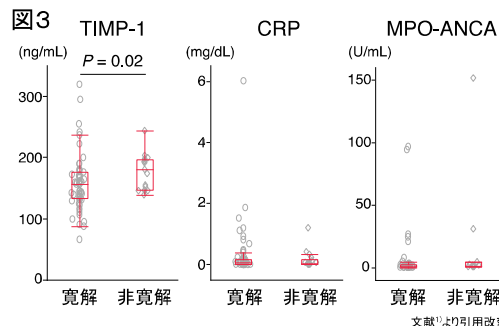 図3
TIMP-1
CRP
MPO-ANCA
(ng/mL)
(mg/dL)
(U/mL)
P = 0.02
300
200
100
0
6
4
2
0
150
100
50
0
寛解
非寛解
寛解
非寛解
寛解
非寛解
文献1)より引用改変